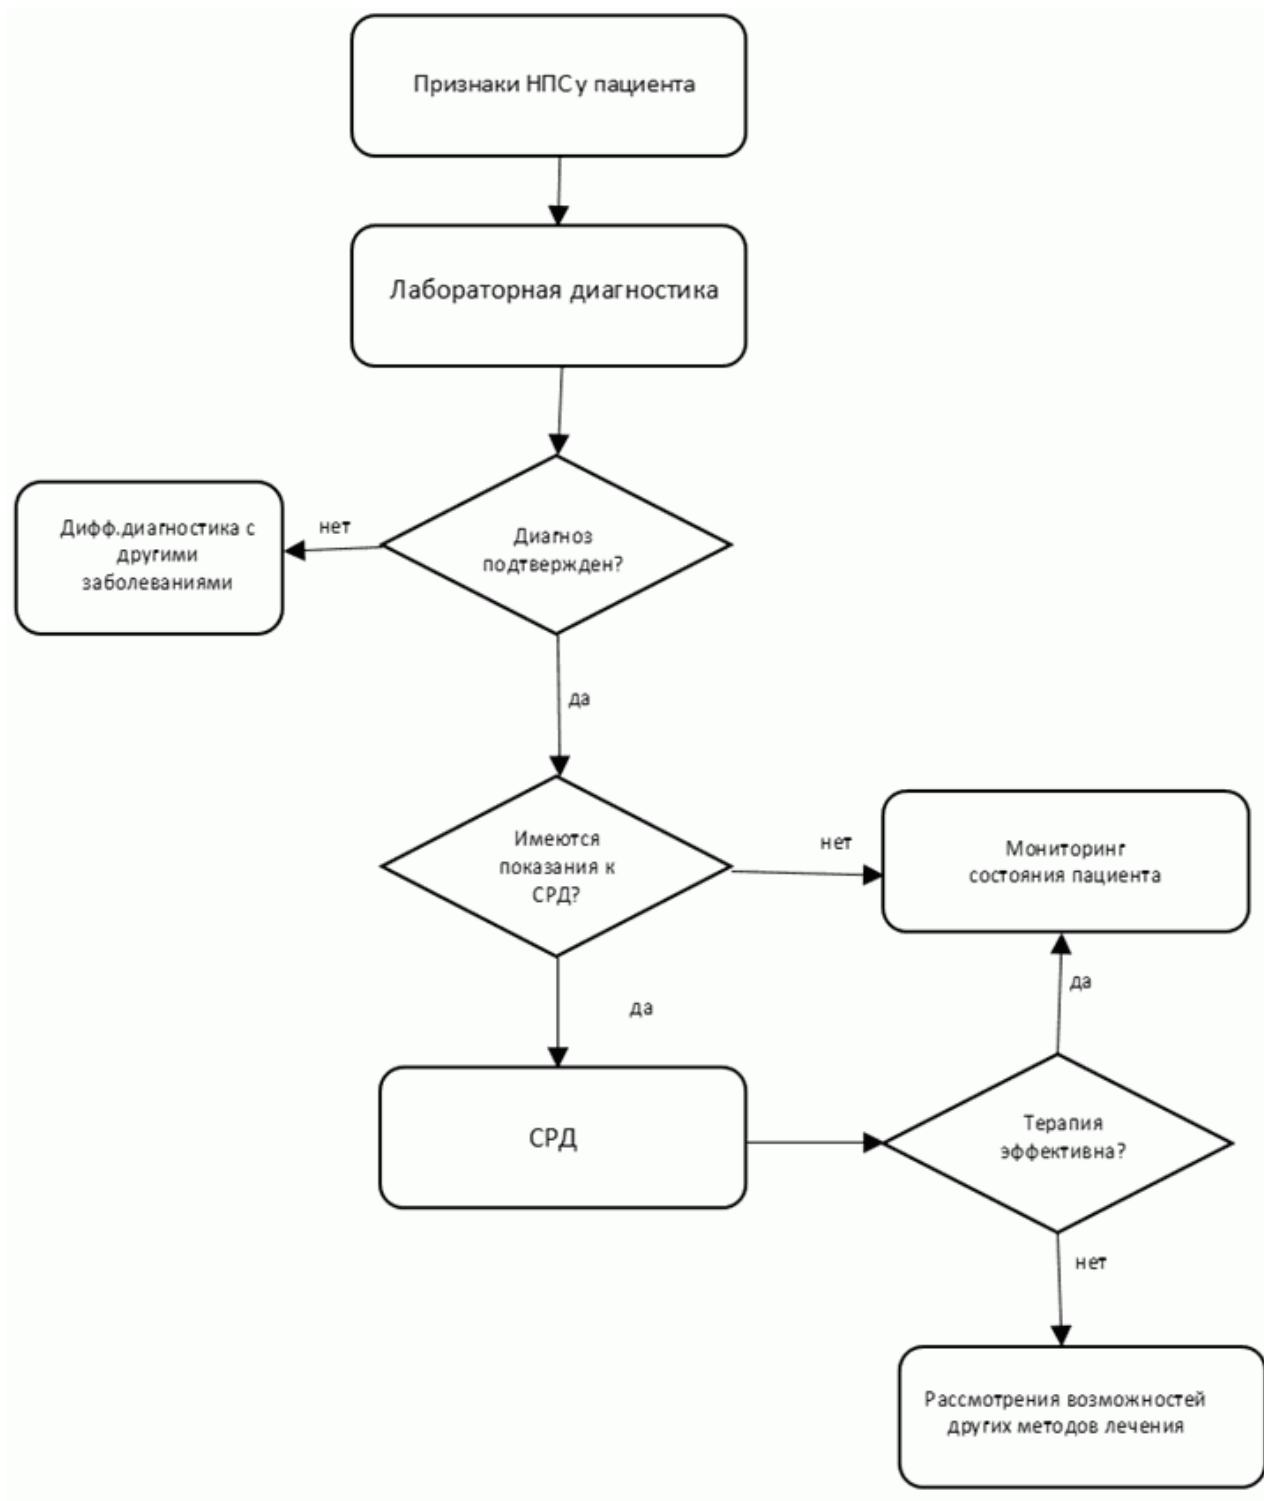 Признаки НПС у пациента
Лабораторная диагностика
Диагноз
подтвержден?
нет
Дифф.диагностика с
другими
заболеваниями
да
Имеются
показания к
СРД?
нет
Мониторинг
состояния пациента
да
СРД
да
Терапия
эффективна?
нет
Рассмотрения возможностей
других методов лечения